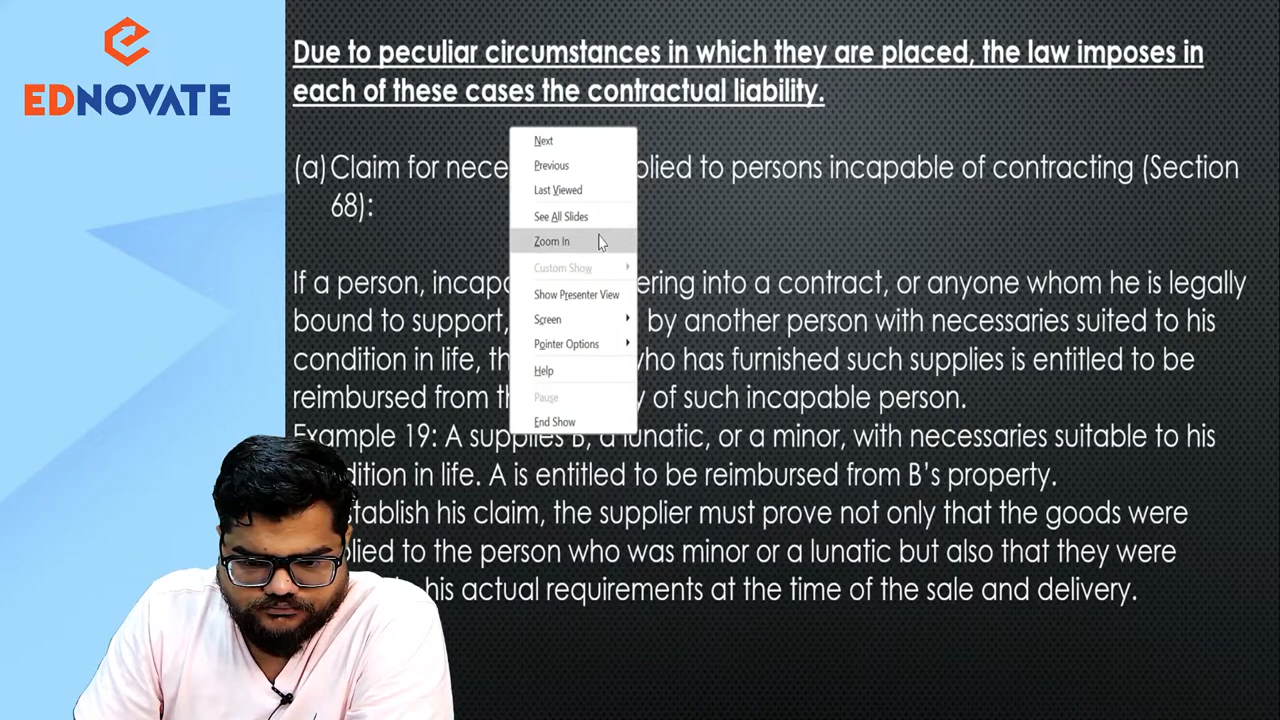 EDNOVATE
Due to peculiar circumstances in which they are placed, the law imposes in
each of these cases the contractual liability.
(a) Claim for nece plied to persons incapable of contracting (Section
68):
If a person, incap ering into a contract, or anyone whom he is legally
bound to support, by another person with necessaries suited to his
condition in life, th who has furnished such supplies is entitled to be
reimbursed from th y of such incapable person.
Example 19: A supplies B, a lunatic, or a minor, with necessaries suitable to his
dition in life. A is entitled to be reimbursed from B's property.
tablish his claim, the supplier must prove not only that the goods were
plied to the person who was minor or a lunatic but also that they were
his actual requirements at the time of the sale and delivery.
Next
Previous
Last Viewed
See All Slides
Zoom In
Custom Show
Show Presenter View
Screen
Pointer Options
Help
Pause
End Show